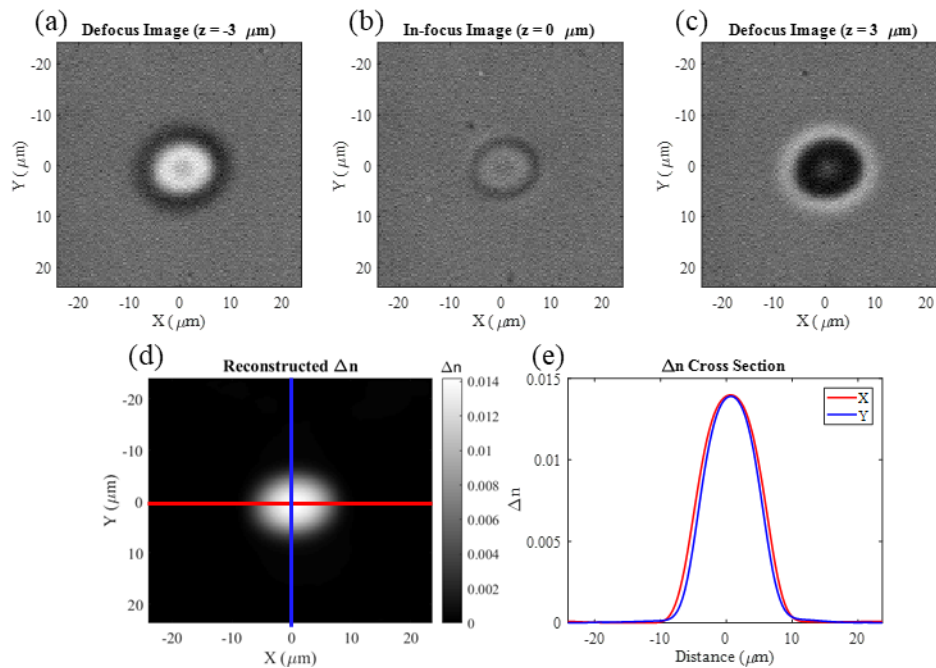 (a)
Defocus Image (z = -3 μm)
-20
-10
0
10
20
Y (μm)
-20 -10 0 10 20
X (μm)
(b)
In-focus Image (z = 0 μm)
-20
-10
0
10
20
Y (μm)
-20 -10 0 10 20
X (μm)
(c)
Defocus Image (z = 3 μm)
-20
-10
0
10
20
Y (μm)
-20 -10 0 10 20
X (μm)
(d)
Reconstructed Δn
Δn
-20
-10
0
10
20
Y (μm)
-20 -10 0 10 20
X (μm)
0.014
0.012
0.01
0.008
0.006
0.004
0.002
0
(e)
Δn Cross Section
0.015
0.01
0.005
0
Δn
X
Y
-20 -10 0 10 20
Distance (μm)